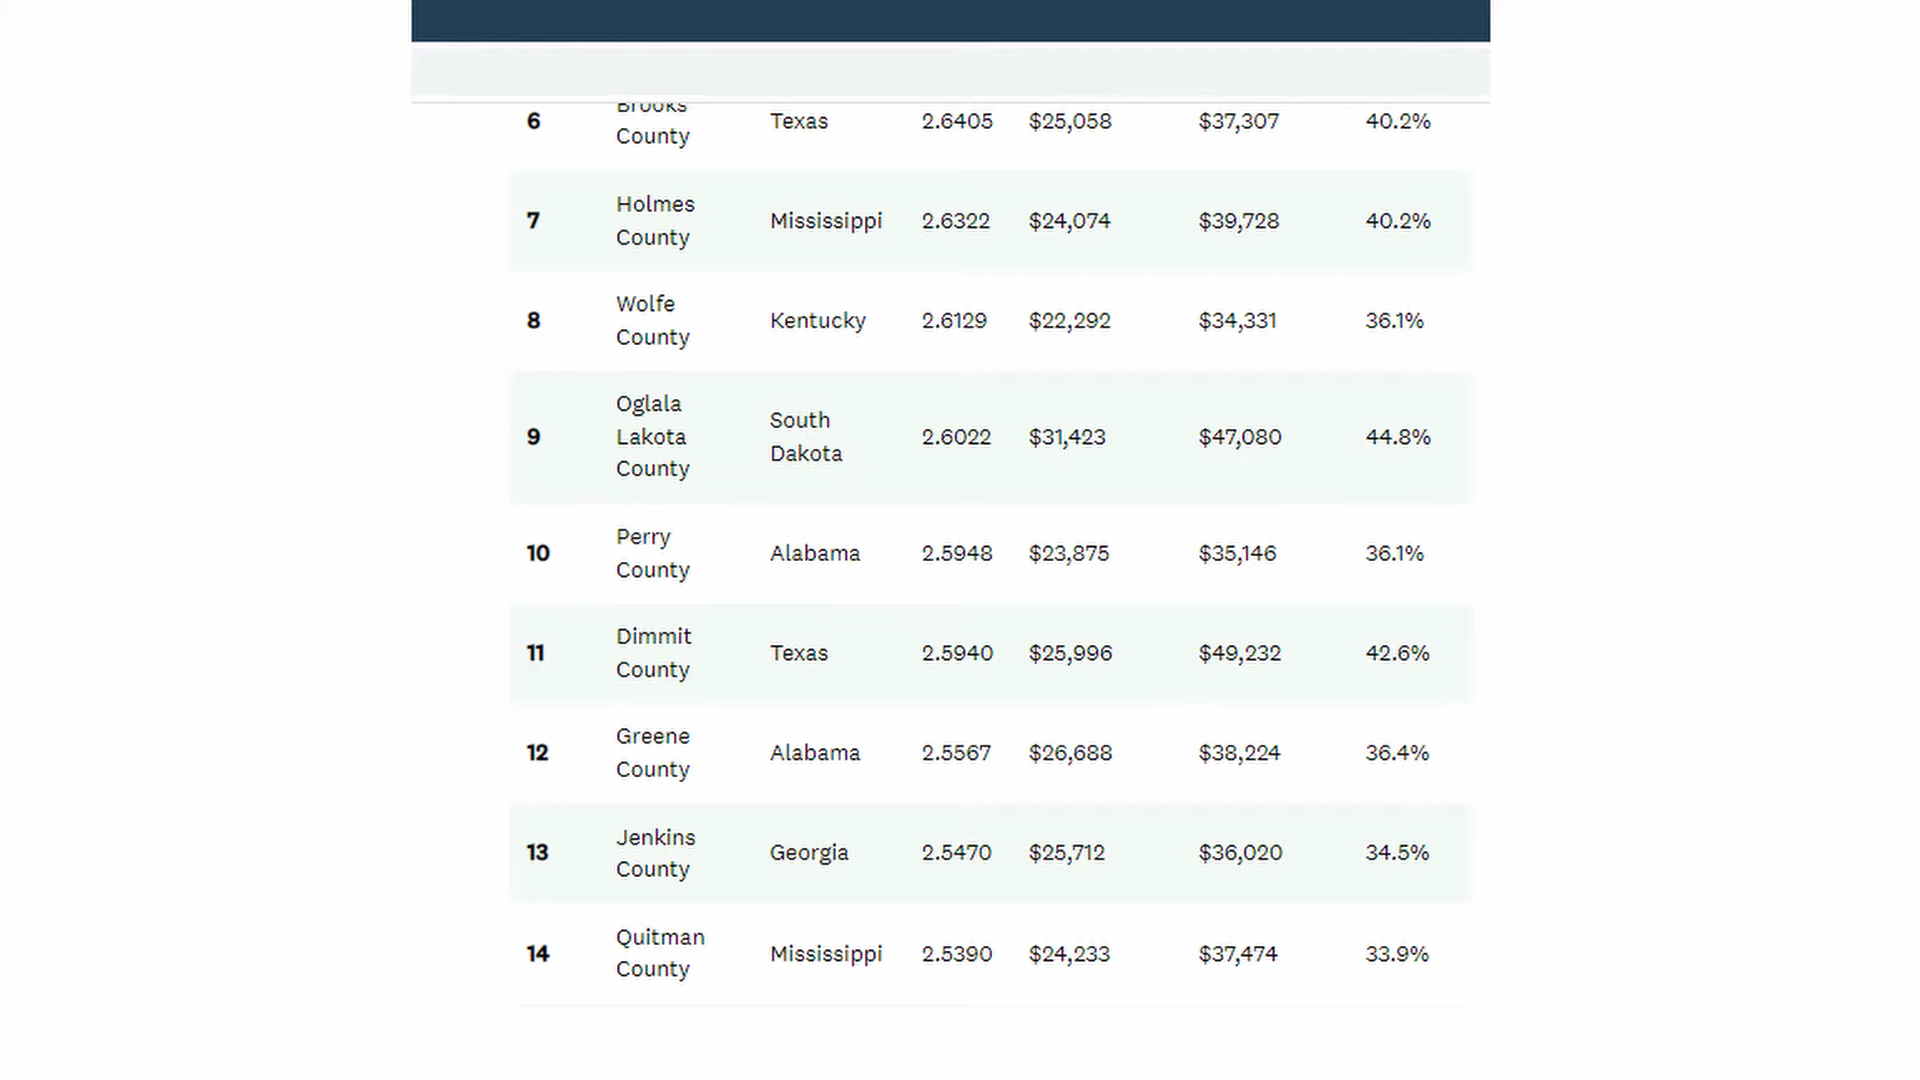 6 Brooks County Texas 2.6405 $25,058 $37,307 40.2%
7 Holmes County Mississippi 2.6322 $24,074 $39,728 40.2%
8 Wolfe County Kentucky 2.6129 $22,292 $34,331 36.1%
9 Oglala Lakota County South Dakota 2.6022 $31,423 $47,080 44.8%
10 Perry County Alabama 2.5948 $23,875 $35,146 36.1%
11 Dimmit County Texas 2.5940 $25,996 $49,232 42.6%
12 Greene County Alabama 2.5567 $26,688 $38,224 36.4%
13 Jenkins County Georgia 2.5470 $25,712 $36,020 34.5%
14 Quitman County Mississippi 2.5390 $24,233 $37,474 33.9%